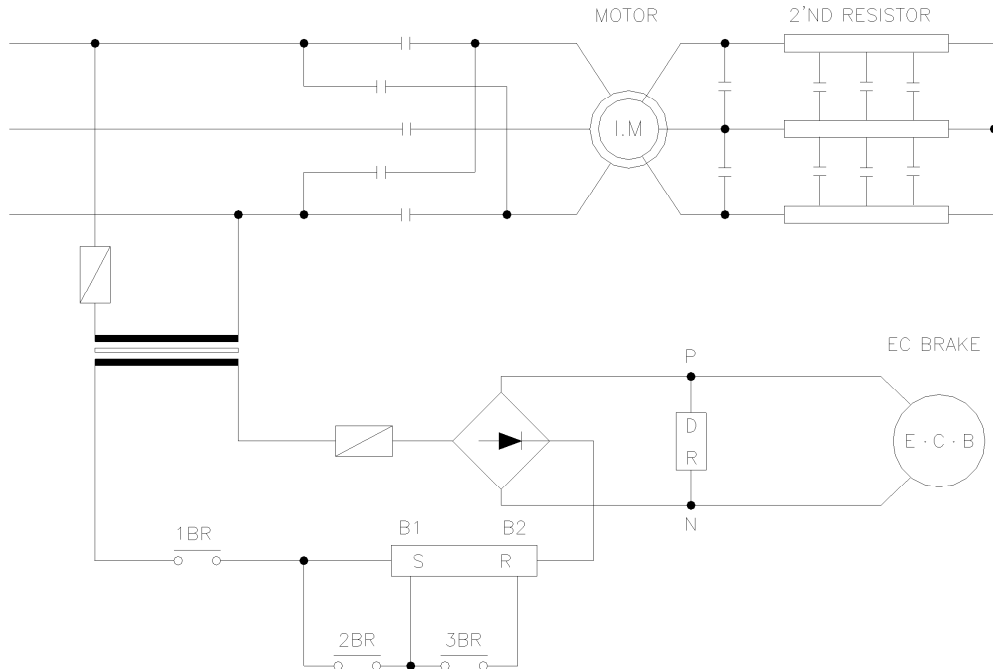 MOTOR
2'ND RESISTOR
I.M
P
EC BRAKE
D
R
E·C·B
N
1BR
B1
B2
S
R
2BR
3BR